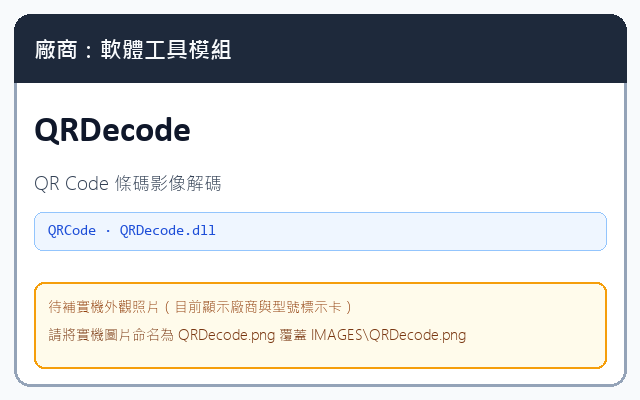 廠商：軟體工具模組
QRDecode
QR Code 條碼影像解碼
QRCode · QRDecode.dll
待補實機外觀照片（目前顯示廠商與型號標示卡）
請將實機圖片命名為 QRDecode.png 覆蓋 IMAGES\QRDecode.png